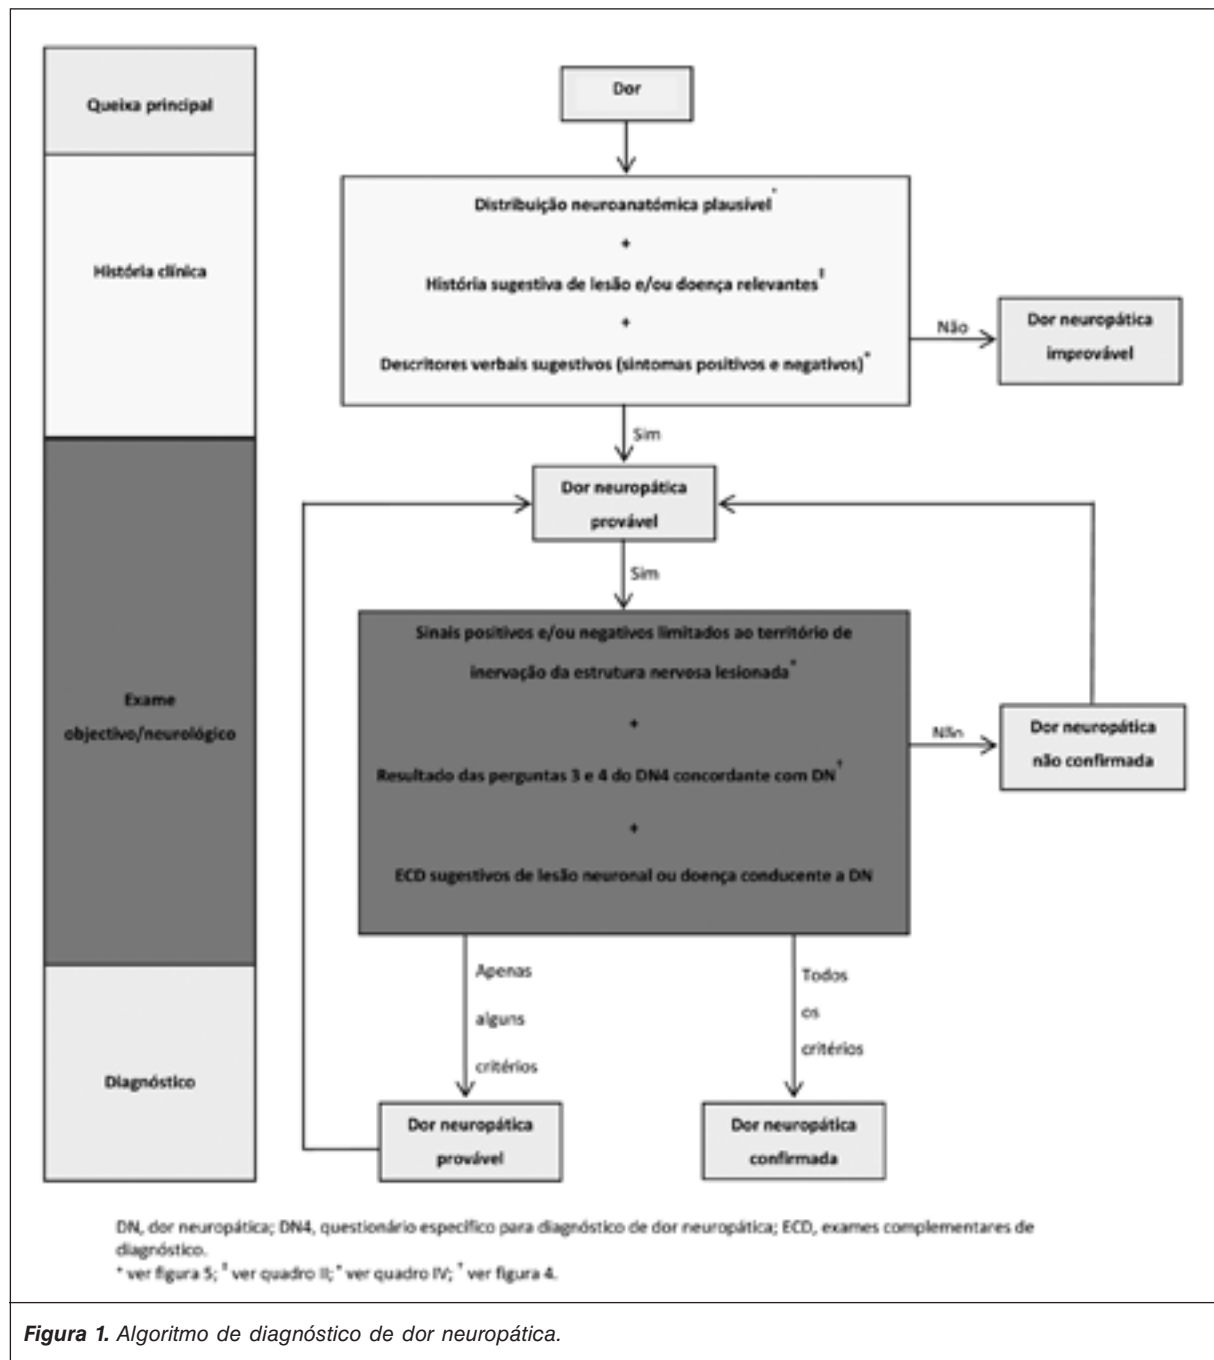 Queixa principal
Dor
História clínica
Distribuição neuroanatómica plausível*
+
História sugestiva de lesão e/ou doença relevantes‡
+
Descritores verbais sugestivos (sintomas positivos e negativos)*
Não
Dor neuropática
improvável
Sim
Dor neuropática
provável
Sim
Exame
objectivo/neurológico
Sinais positivos e/ou negativos limitados ao território de
inervação da estrutura nervosa lesionada*
+
Resultado das perguntas 3 e 4 do DN4 concordante com DN†
+
ECD sugestivos de lesão neuronal ou doença conducente a DN
Não
Dor neuropática
não confirmada
Apenas
alguns
critérios
Todos
os
critérios
Diagnóstico
Dor neuropática
provável
Dor neuropática
confirmada
DN, dor neuropática; DN4, questionário específico para diagnóstico de dor neuropática; ECD, exames complementares de
diagnóstico.
* ver figura 5; ‡ ver quadro II; * ver quadro IV; † ver figura 4.
Figura 1. Algoritmo de diagnóstico de dor neuropática.